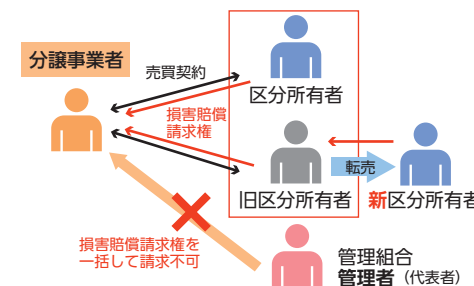 分譲事業者
売買契約
損害賠償
請求権
区分所有者
転売
旧区分所有者
新区分所有者
損害賠償請求権を
一括して請求不可
管理組合
管理者（代表者）